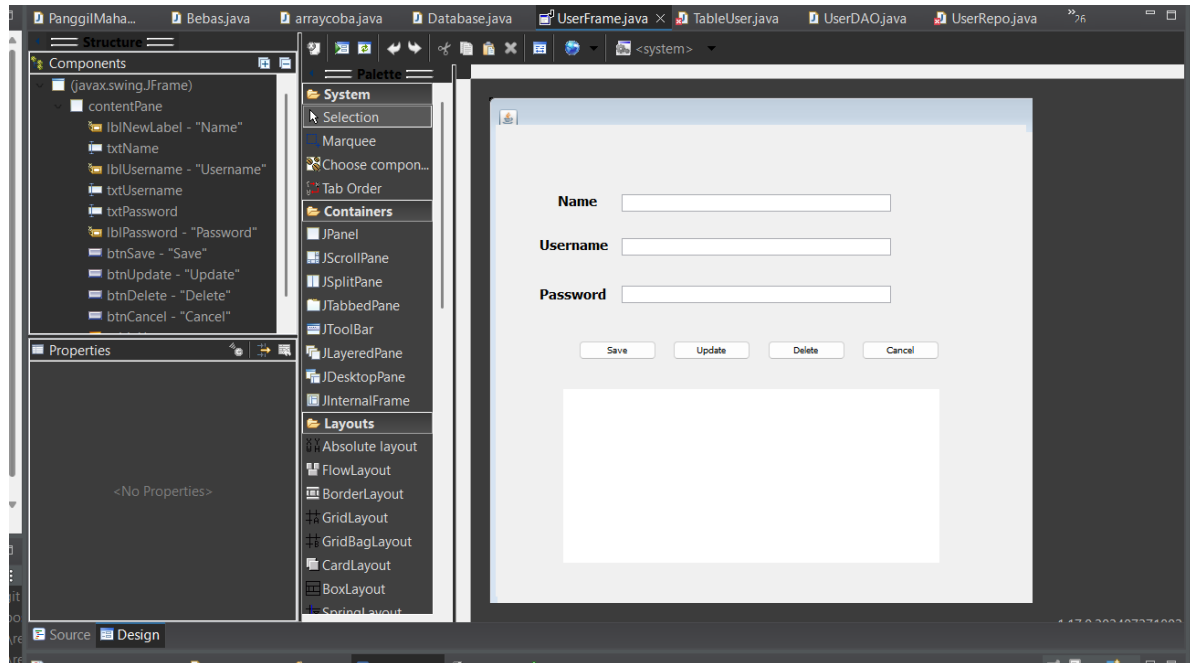 PanggilMaha... Bebas.java arraycoba.java Database.java UserFrame.java TableUser.java UserDAO.java UserRepo.java »26
Structure
Components
(javax.swing.JFrame)
contentPane
lblNewLabel - "Name"
txtName
lblUsername - "Username"
txtUsername
txtPassword
lblPassword - "Password"
btnSave - "Save"
btnUpdate - "Update"
btnDelete - "Delete"
btnCancel - "Cancel"
Properties
<No Properties>
<system>
Palette
System
Selection
Marquee
Choose compon...
Tab Order
Containers
JPanel
JScrollPane
JSplitPane
JTabbedPane
JToolBar
JLayeredPane
JDesktopPane
JInternalFrame
Layouts
Absolute layout
FlowLayout
BorderLayout
GridLayout
GridBagLayout
CardLayout
BoxLayout
SpringLayout
Name
Username
Password
Save Update Delete Cancel
Source Design